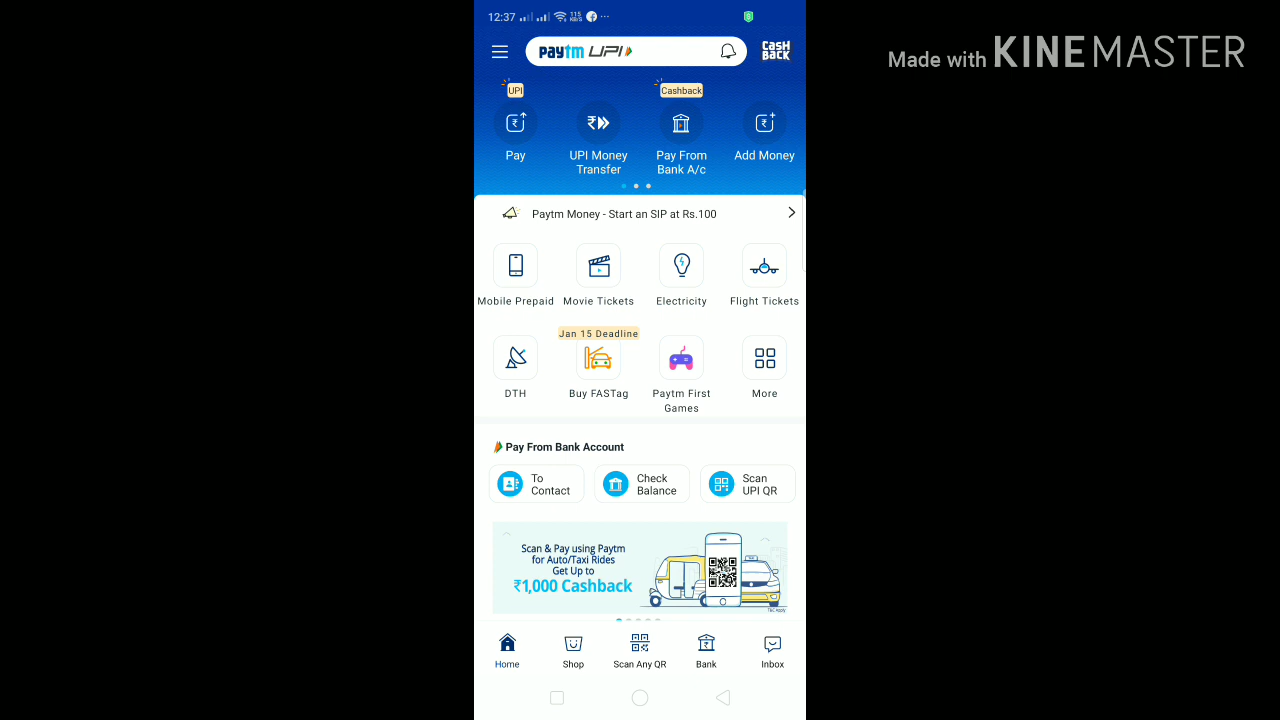 12:37
115
KB/S
Made with KINEMASTER
paytm UPI
CASH
BACK
UPI
Cashback
Pay
UPI Money
Transfer
Pay From
Bank A/c
Add Money
Paytm Money - Start an SIP at Rs.100
Mobile Prepaid
Movie Tickets
Electricity
Flight Tickets
Jan 15 Deadline
DTH
Buy FASTag
Paytm First
Games
More
Pay From Bank Account
To
Contact
Check
Balance
Scan
UPI QR
Scan & Pay using Paytm
for Auto/Taxi Rides
Get Up to
₹1,000 Cashback
TAXI
T&C Apply
Home
Shop
Scan Any QR
Bank
Inbox